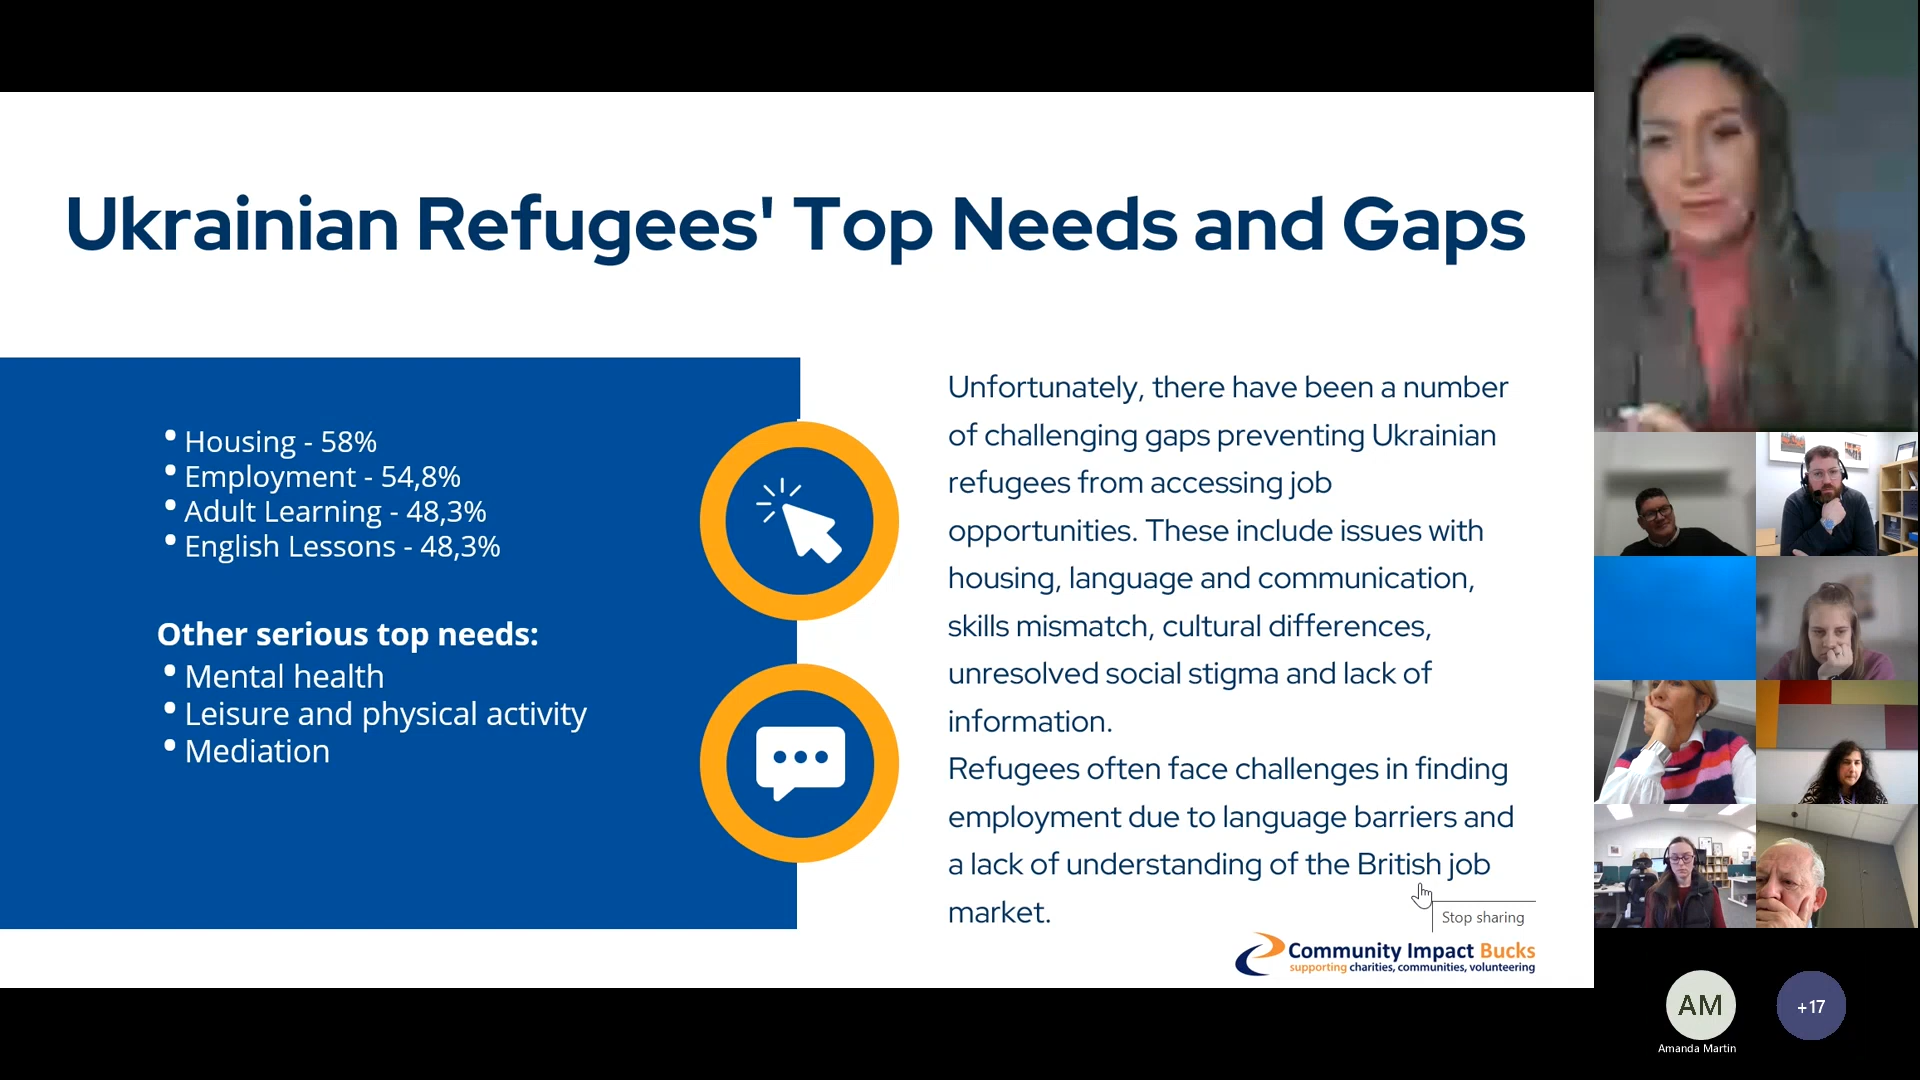 Ukrainian Refugees' Top Needs and Gaps
• Housing - 58%
• Employment - 54,8%
• Adult Learning - 48,3%
• English Lessons - 48,3%
Other serious top needs:
• Mental health
• Leisure and physical activity
• Mediation
Unfortunately, there have been a number
of challenging gaps preventing Ukrainian
refugees from accessing job
opportunities. These include issues with
housing, language and communication,
skills mismatch, cultural differences,
unresolved social stigma and lack of
information.
Refugees often face challenges in finding
employment due to language barriers and
a lack of understanding of the British job
market.
Stop sharing
Community Impact Bucks
supporting charities, communities, volunteering
AM
Amanda Martin
+17